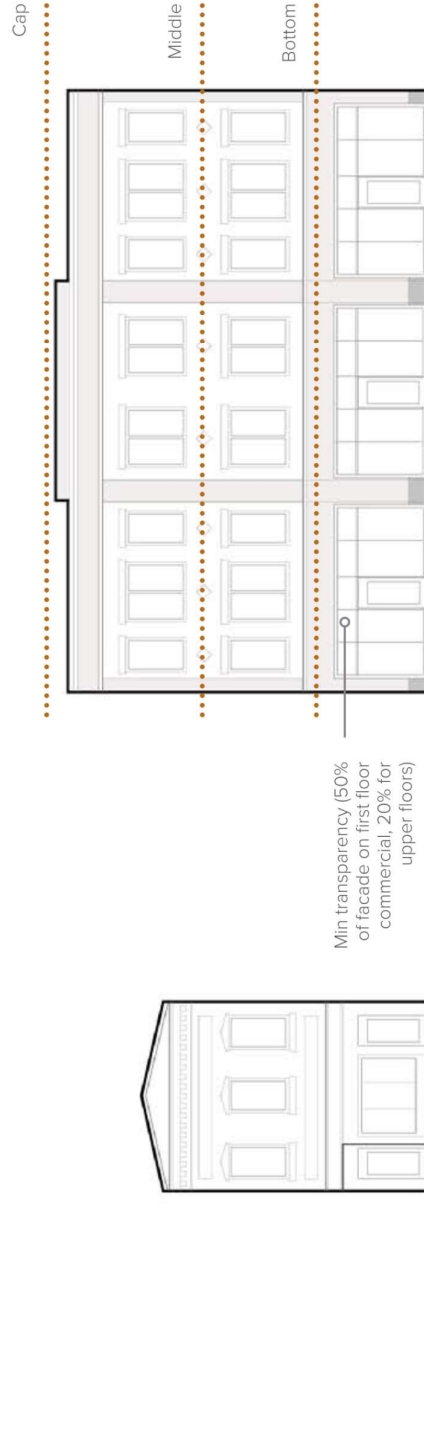 Cap
Middle
Bottom
Min transparency (50%
of facade on first floor
commercial, 20% for
upper floors)